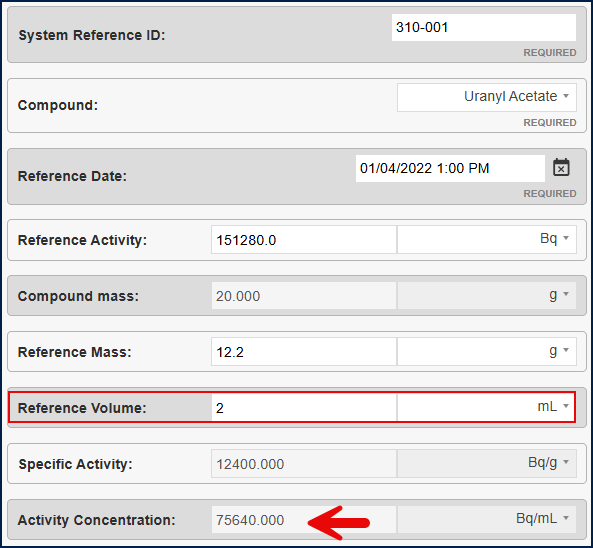 System Reference ID: 310-001
REQUIRED
Compound: Uranyl Acetate
REQUIRED
Reference Date: 01/04/2022 1:00 PM
REQUIRED
Reference Activity: 151280.0 Bq
Compound mass: 20.000 g
Reference Mass: 12.2 g
Reference Volume: 2 mL
Specific Activity: 12400.000 Bq/g
Activity Concentration: 75640.000 Bq/mL